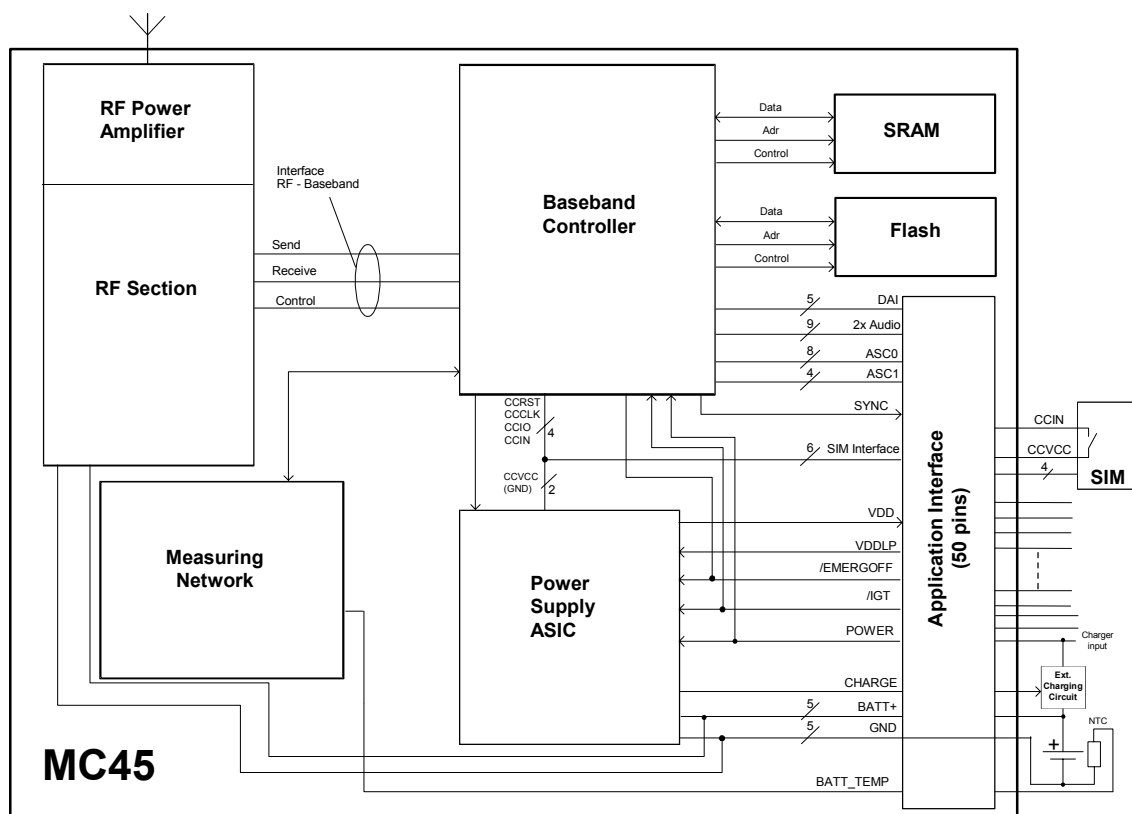 RF Power
Amplifier
RF Section
Interface
RF - Baseband
Send
Receive
Control
Baseband
Controller
Data
Adr
Control
SRAM
Data
Adr
Control
Flash
5
DAI
9
2x Audio
8
ASC0
4
ASC1
SYNC
CCRST
CCCLK
CCIO
CCIN
4
6
SIM Interface
CCVCC
(GND)
2
Measuring
Network
Power
Supply
ASIC
VDD
VDDLP
/EMERGOFF
/IGT
POWER
CHARGE
5
BATT+
5
GND
BATT_TEMP
Application Interface
(50 pins)
CCIN
CCVCC
4
SIM
Charger
input
Ext.
Charging
Circuit
NTC
+
MC45